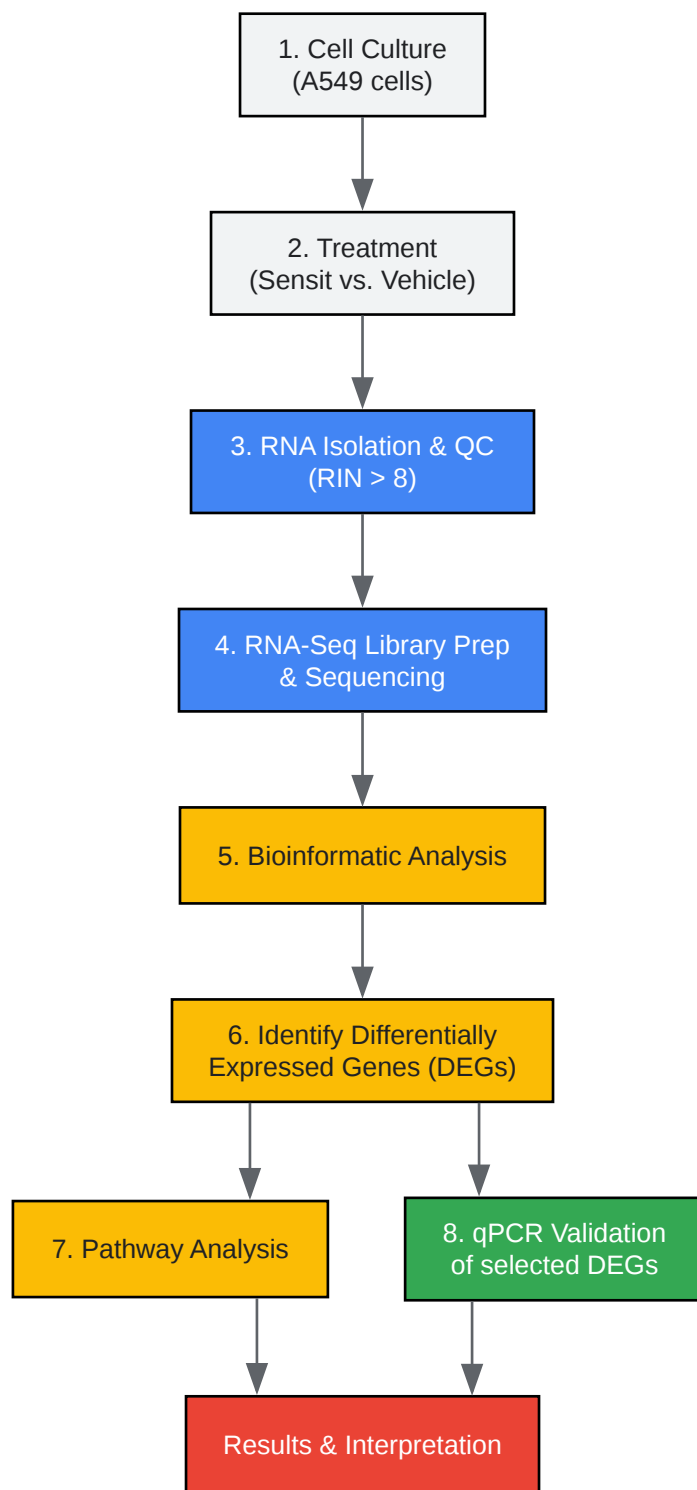 1. Cell Culture
(A549 cells)
2. Treatment
(Sensit vs. Vehicle)
3. RNA Isolation & QC
(RIN > 8)
4. RNA-Seq Library Prep
& Sequencing
5. Bioinformatic Analysis
6. Identify Differentially
Expressed Genes (DEGs)
7. Pathway Analysis
8. qPCR Validation
of selected DEGs
Results & Interpretation